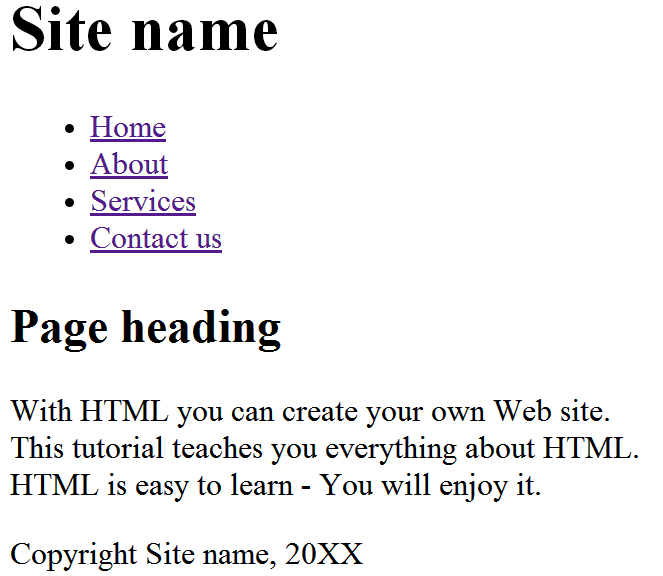 Site name
Home
About
Services
Contact us
Page heading
With HTML you can create your own Web site.
This tutorial teaches you everything about HTML.
HTML is easy to learn - You will enjoy it.
Copyright Site name, 20XX